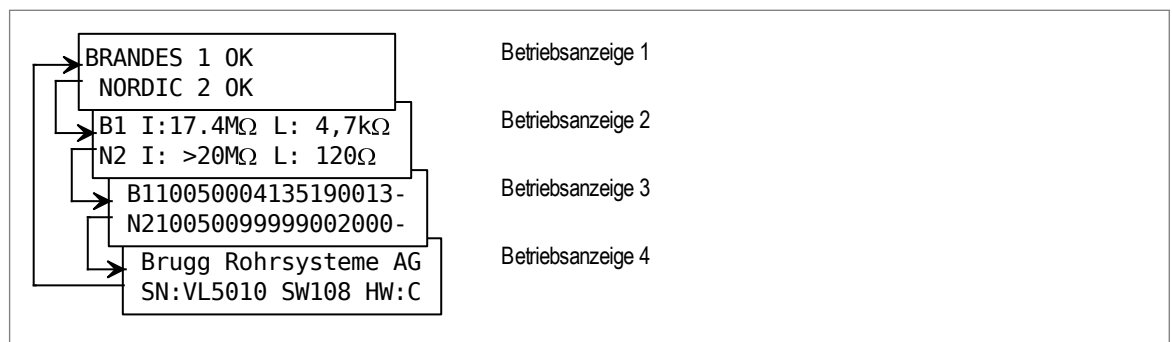 BRANDES 1 OK
NORDIC 2 OK
Betriebsanzeige 1
B1 I:17.4MΩ L: 4,7kΩ
N2 I: >20MΩ L: 120Ω
Betriebsanzeige 2
B110050004135190013-
N210050099999002000-
Betriebsanzeige 3
Brugg Rohrsysteme AG
SN:VL5010 SW108 HW:C
Betriebsanzeige 4